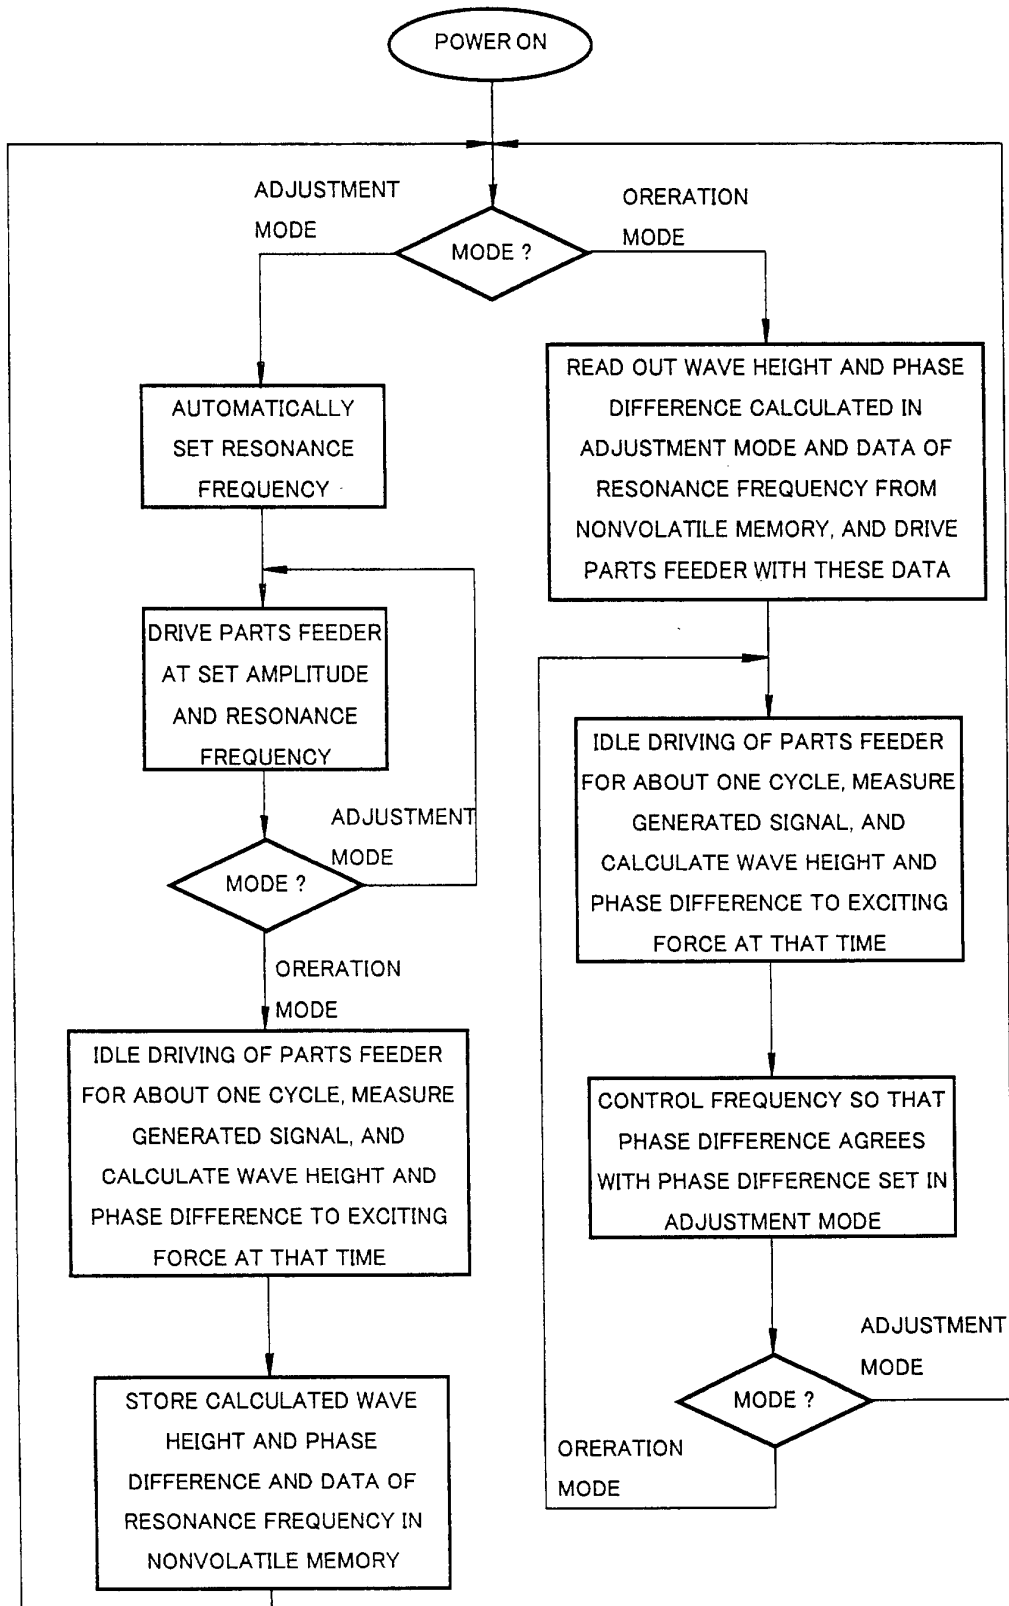 POWER ON
ADJUSTMENT
MODE
ORERATION
MODE
MODE ?
AUTOMATICALLY
SET RESONANCE
FREQUENCY
DRIVE PARTS FEEDER
AT SET AMPLITUDE
AND RESONANCE
FREQUENCY
ADJUSTMENT
MODE
MODE ?
ORERATION
MODE
IDLE DRIVING OF PARTS FEEDER
FOR ABOUT ONE CYCLE, MEASURE
GENERATED SIGNAL, AND
CALCULATE WAVE HEIGHT AND
PHASE DIFFERENCE TO EXCITING
FORCE AT THAT TIME
STORE CALCULATED WAVE
HEIGHT AND PHASE
DIFFERENCE AND DATA OF
RESONANCE FREQUENCY IN
NONVOLATILE MEMORY
READ OUT WAVE HEIGHT AND PHASE
DIFFERENCE CALCULATED IN
ADJUSTMENT MODE AND DATA OF
RESONANCE FREQUENCY FROM
NONVOLATILE MEMORY, AND DRIVE
PARTS FEEDER WITH THESE DATA
IDLE DRIVING OF PARTS FEEDER
FOR ABOUT ONE CYCLE, MEASURE
GENERATED SIGNAL, AND
CALCULATE WAVE HEIGHT AND
PHASE DIFFERENCE TO EXCITING
FORCE AT THAT TIME
CONTROL FREQUENCY SO THAT
PHASE DIFFERENCE AGREES
WITH PHASE DIFFERENCE SET IN
ADJUSTMENT MODE
ADJUSTMENT
MODE
MODE ?
ORERATION
MODE